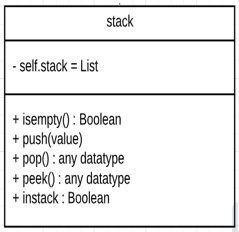 stack
- self.stack = List
+ isempty() : Boolean
+ push(value)
+ pop() : any datatype
+ peek() : any datatype
+ instack : Boolean